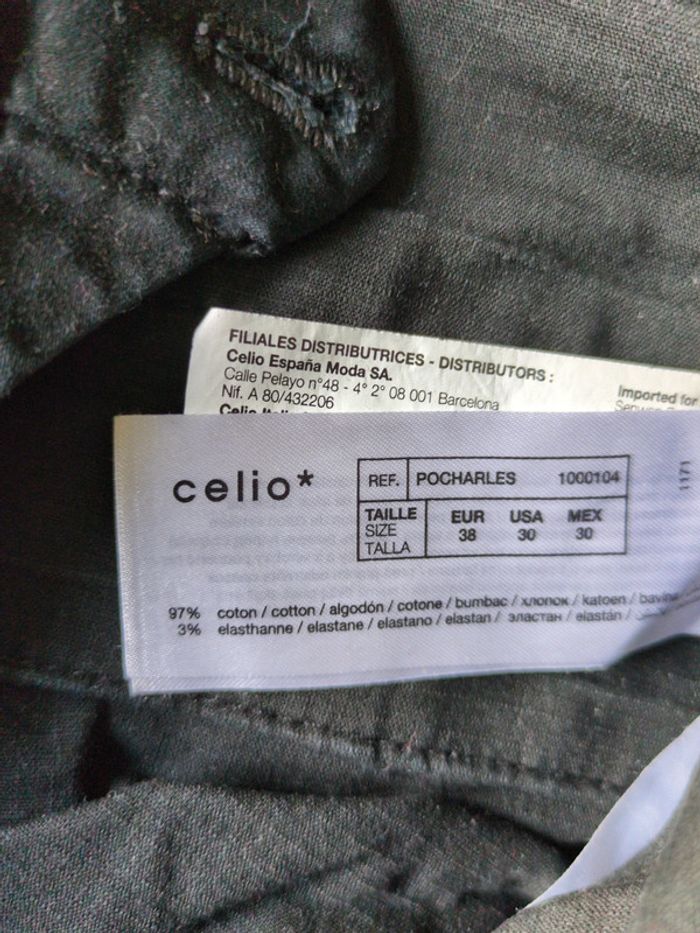 FILIALES DISTRIBUTRICES - DISTRIBUTORS :
Celio España Moda SA.
Calle Pelayo n°48 - 4° 2° 08 001 Barcelona
Nif. A 80/432206
Imported for
celio*
REF. POCHARLES 1000104
TAILLE
SIZE
TALLA
EUR USA MEX
38 30 30
1171
97% coton / cotton / algodón / cotone / bumbac / хлопок / katoen /
3% elasthanne / elastane / elastano / elastan / эластан / elastán /